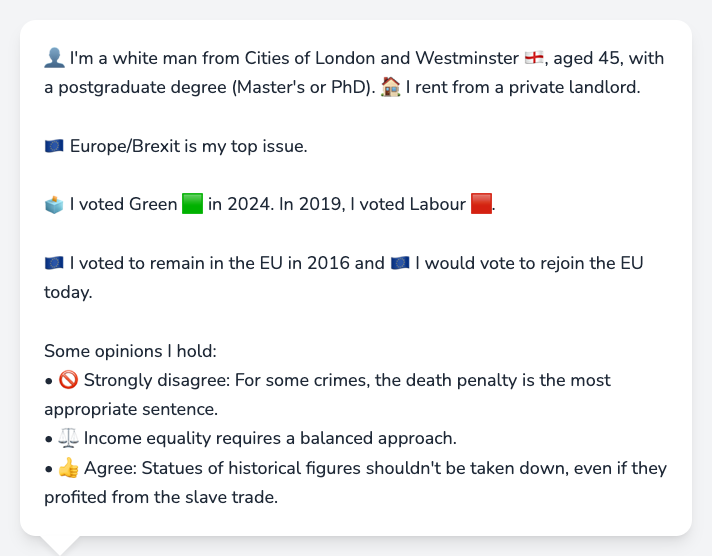 👤 I'm a white man from Cities of London and Westminster 🏴󠁧󠁢󠁥󠁮󠁧󠁿, aged 45, with
a postgraduate degree (Master's or PhD). 🏠 I rent from a private landlord.
🇪🇺 Europe/Brexit is my top issue.
🗳️ I voted Green 🟩 in 2024. In 2019, I voted Labour 🟥.
🇪🇺 I voted to remain in the EU in 2016 and 🇪🇺 I would vote to rejoin the EU
today.
Some opinions I hold:
• 🚫 Strongly disagree: For some crimes, the death penalty is the most
appropriate sentence.
• ⚖️ Income equality requires a balanced approach.
• 👍 Agree: Statues of historical figures shouldn't be taken down, even if they
profited from the slave trade.